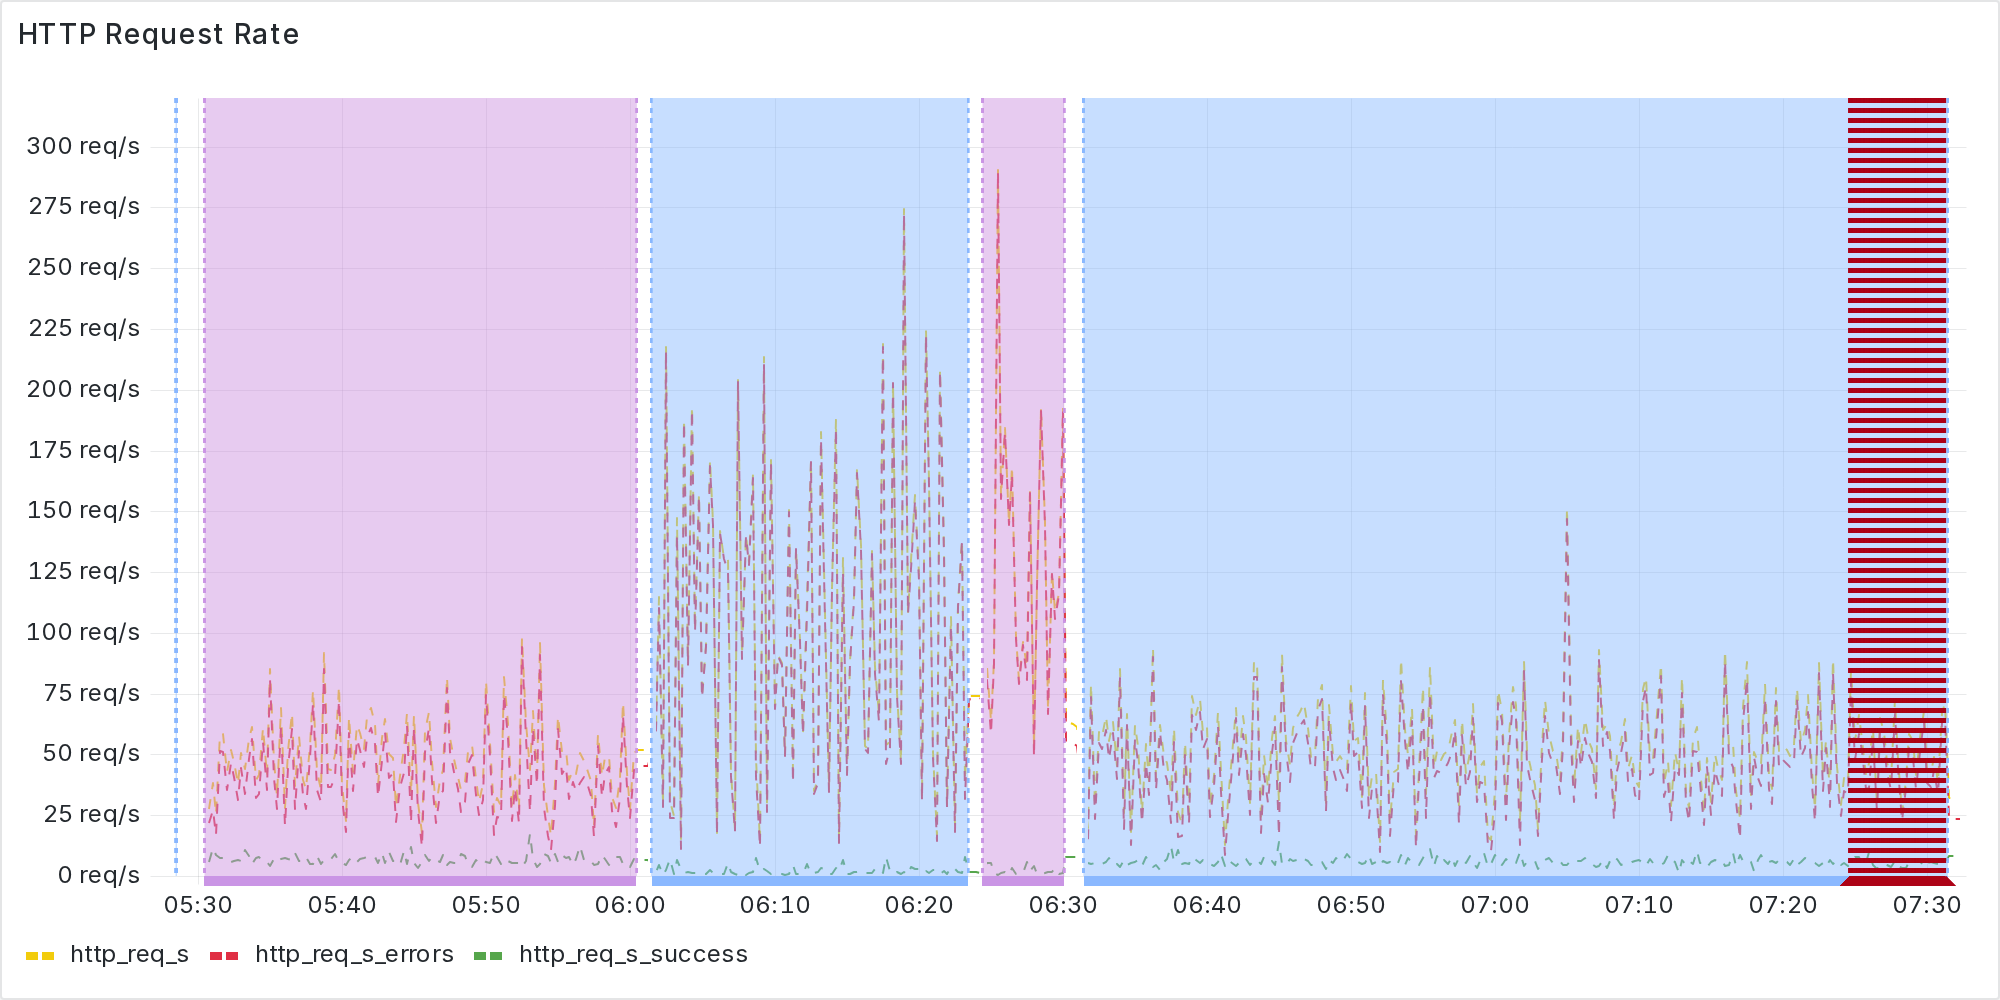 HTTP Request Rate
300 req/s
275 req/s
250 req/s
225 req/s
200 req/s
175 req/s
150 req/s
125 req/s
100 req/s
75 req/s
50 req/s
25 req/s
0 req/s
05:30 05:40 05:50 06:00 06:10 06:20 06:30 06:40 06:50 07:00 07:10 07:20 07:30
http_req_s http_req_s_errors http_req_s_success